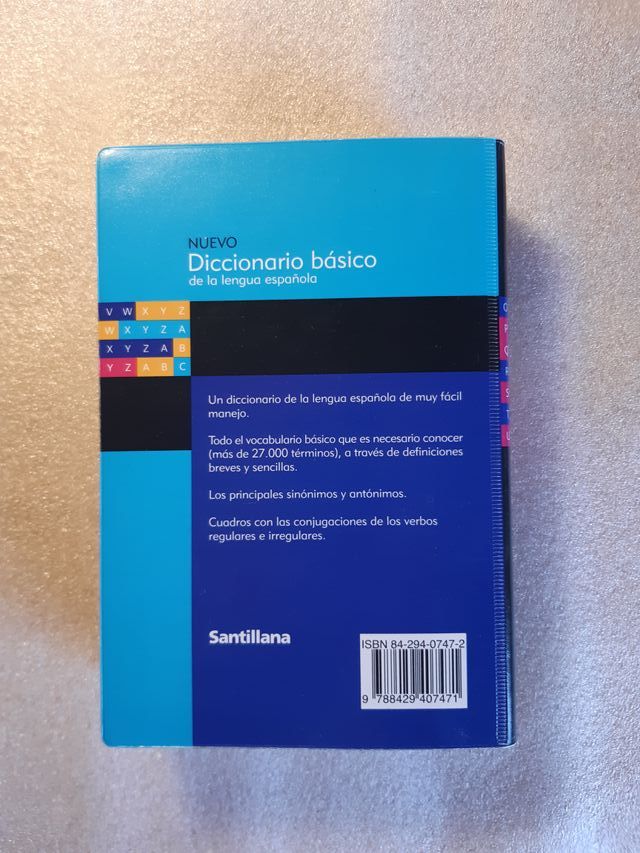 NUEVO
Diccionario básico
de la lengua española
V W X Y Z
W X Y Z A
X Y Z A B
Y Z A B C
Un diccionario de la lengua española de muy fácil
manejo.
Todo el vocabulario básico que es necesario conocer
(más de 27.000 términos), a través de definiciones
breves y sencillas.
Los principales sinónimos y antónimos.
Cuadros con las conjugaciones de los verbos
regulares e irregulares.
Santillana
ISBN 84-294-0747-2
9 788429 407471